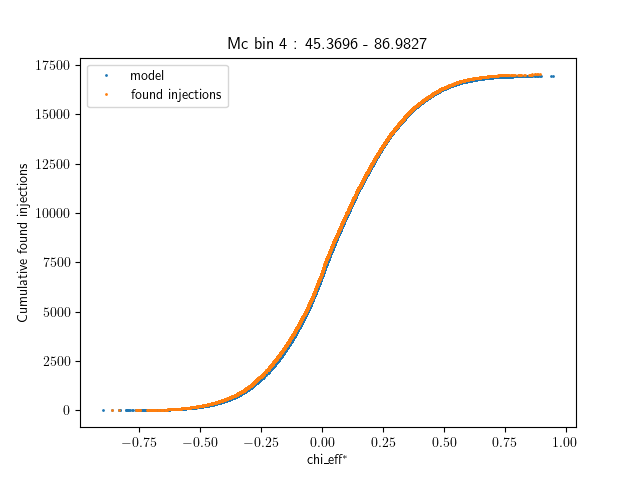 Mc bin 4 : 45.3696 - 86.9827
17500
15000
12500
10000
7500
5000
2500
0
Cumulative found injections
model
found injections
−0.75 −0.50 −0.25 0.00 0.25 0.50 0.75 1.00
chi_eff*